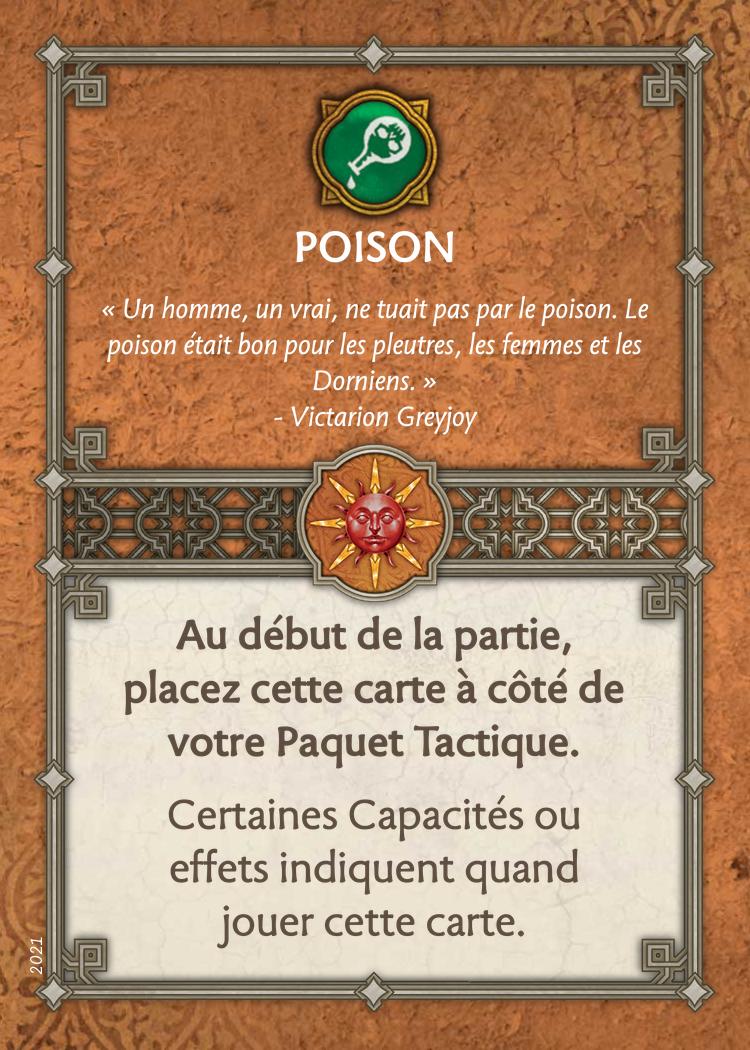 POISON
« Un homme, un vrai, ne tuait pas par le poison. Le
poison était bon pour les pleutres, les femmes et les
Dorniens. »
- Victarion Greyjoy
Au début de la partie,
placez cette carte à côté de
votre Paquet Tactique.
Certaines Capacités ou
effets indiquent quand
jouer cette carte.
2021